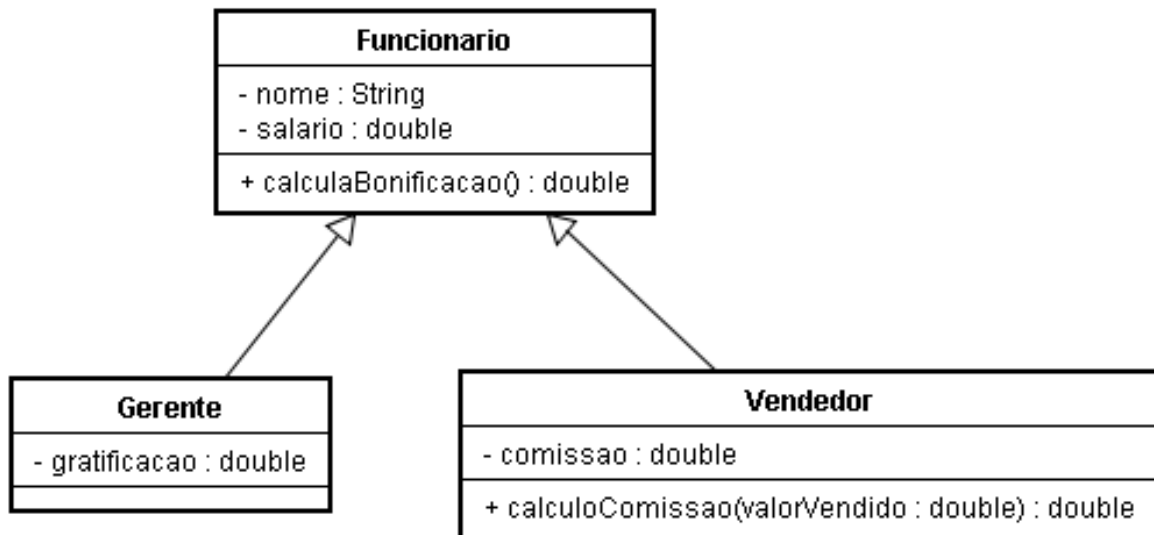 Funcionario
- nome : String
- salario : double
+ calculaBonificacao() : double
Gerente
- gratificacao : double
Vendedor
- comissao : double
+ calculoComissao(valorVendido : double) : double